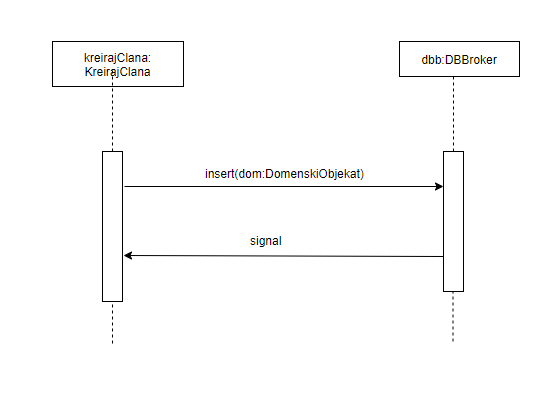 kreirajClana:
KreirajClana
dbb:DBBroker
insert(dom:DomenskiObjekat)
signal